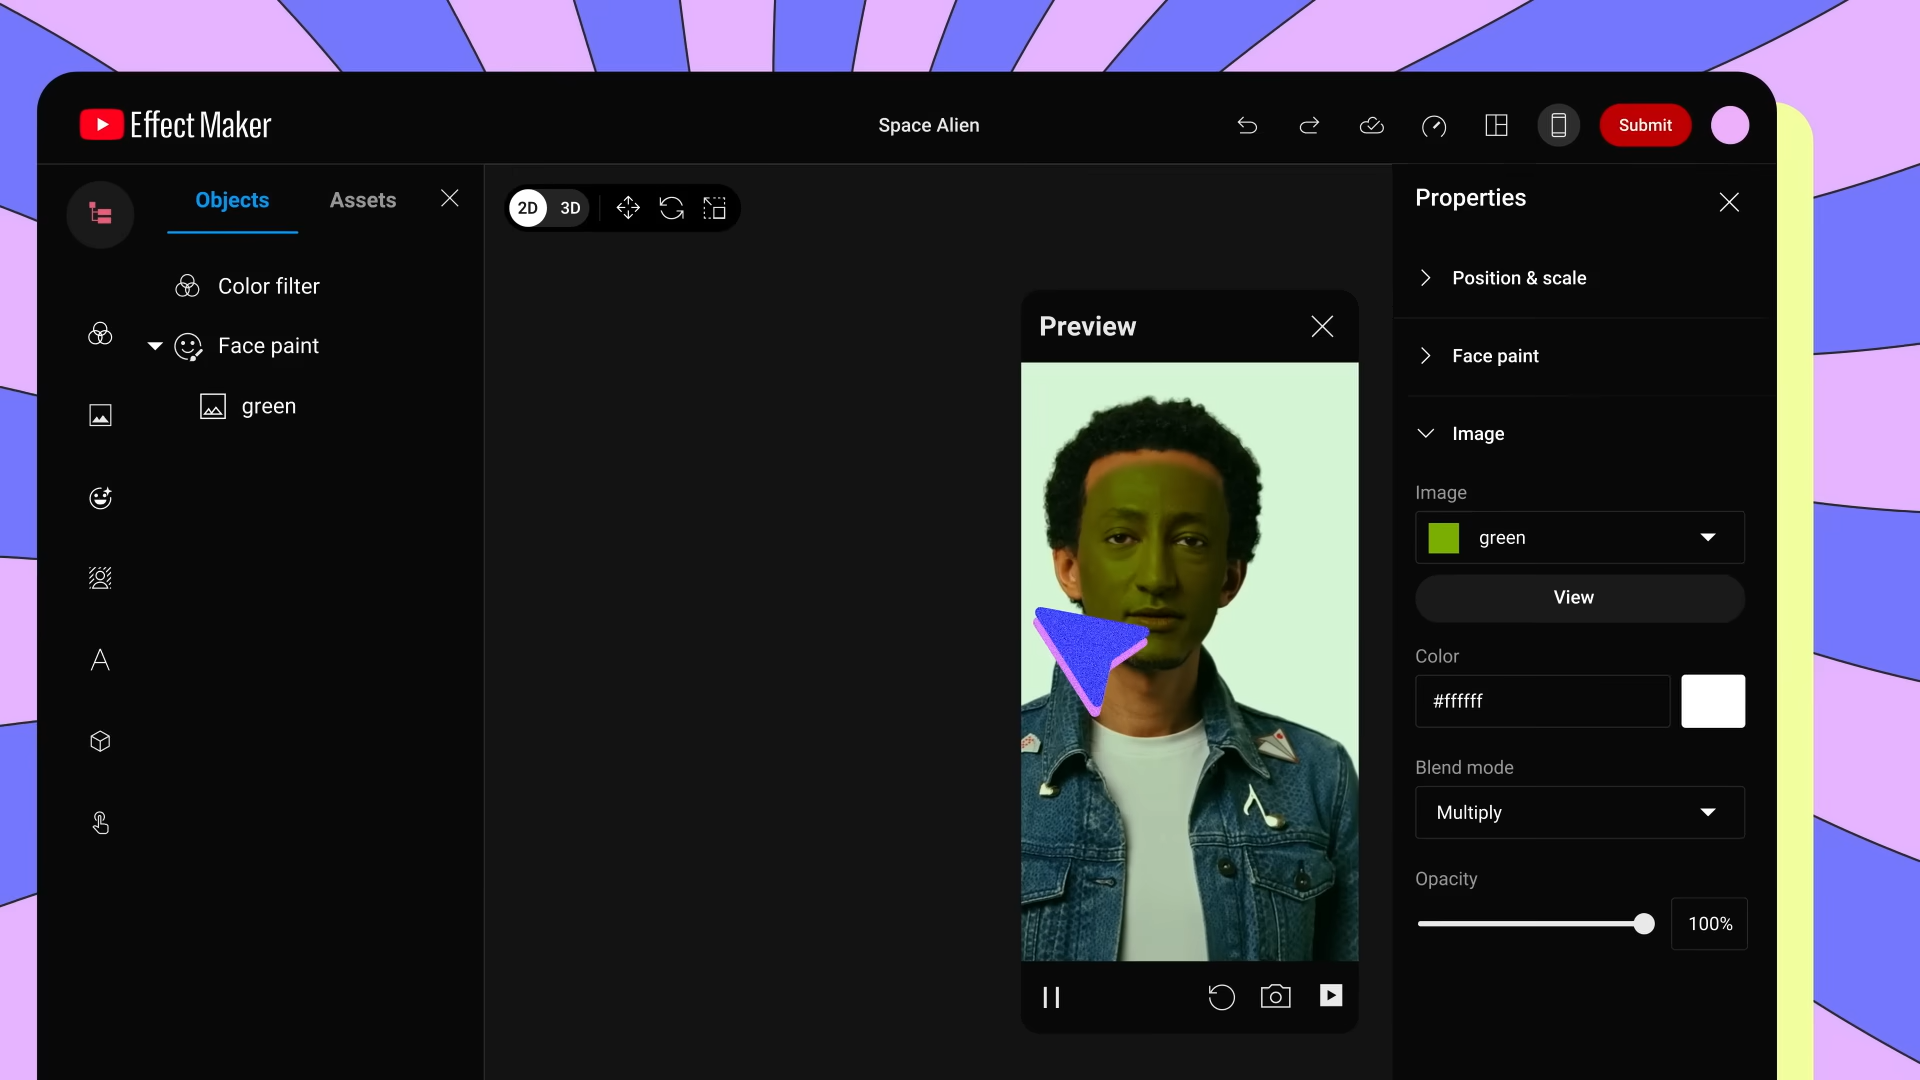 Effect Maker
Space Alien
Submit
Objects
Assets
Color filter
Face paint
green
2D
3D
Preview
Properties
Position & scale
Face paint
Image
Image
green
View
Color
#ffffff
Blend mode
Multiply
Opacity
100%